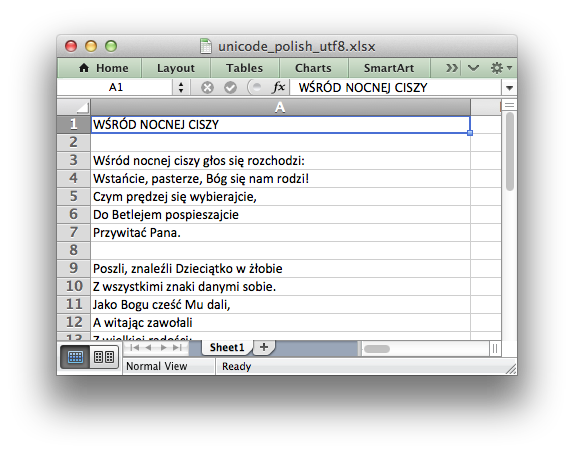 unicode_polish_utf8.xlsx
Home Layout Tables Charts SmartArt
A1 fx WŚRÓD NOCNEJ CISZY
A
1 WŚRÓD NOCNEJ CISZY
2
3 Wśród nocnej ciszy głos się rozchodzi:
4 Wstańcie, pasterze, Bóg się nam rodzi!
5 Czym prędzej się wybierajcie,
6 Do Betlejem pospieszajcie
7 Przywitać Pana.
8
9 Poszli, znaleźli Dzieciątko w żłobie
10 Z wszystkimi znaki danymi sobie.
11 Jako Bogu cześć Mu dali,
12 A witając zawołali
13 Z wielkiej radości:
Sheet1
Normal View Ready